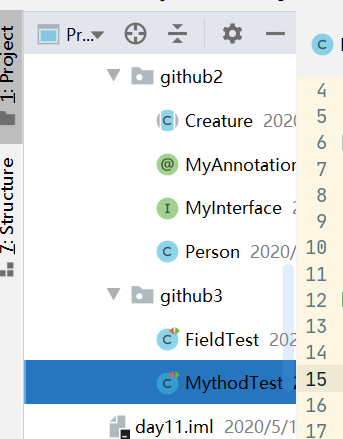 1: Project
7: Structure
Pr...
github2
Creature 2020
MyAnnotation
MyInterface 2
Person 2020/
github3
FieldTest 202
MythodTest 2
day11.iml 2020/5/1
4
5
6
7
8
9
10
11
12
13
14
15
16
17